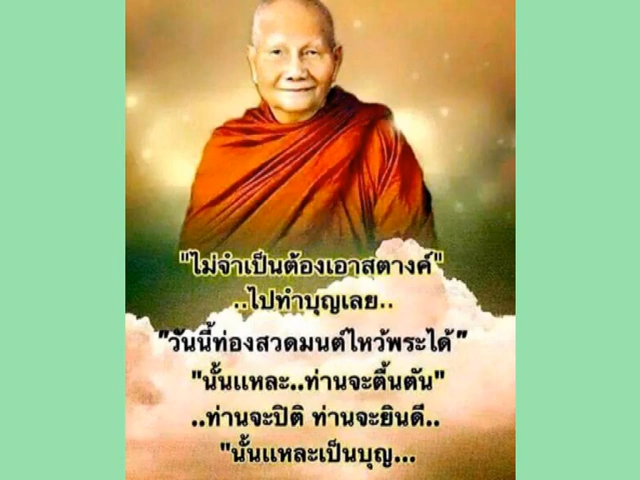 "ไม่จำเป็นต้องเอาสตางค์"
..ไปทำบุญเลย..
"วันนี้ท่องสวดมนต์ไหว้พระได้"
"นั้นแหละ..ท่านจะตื้นตัน"
..ท่านจะปิติ ท่านจะยินดี..
"นั้นแหละเป็นบุญ...